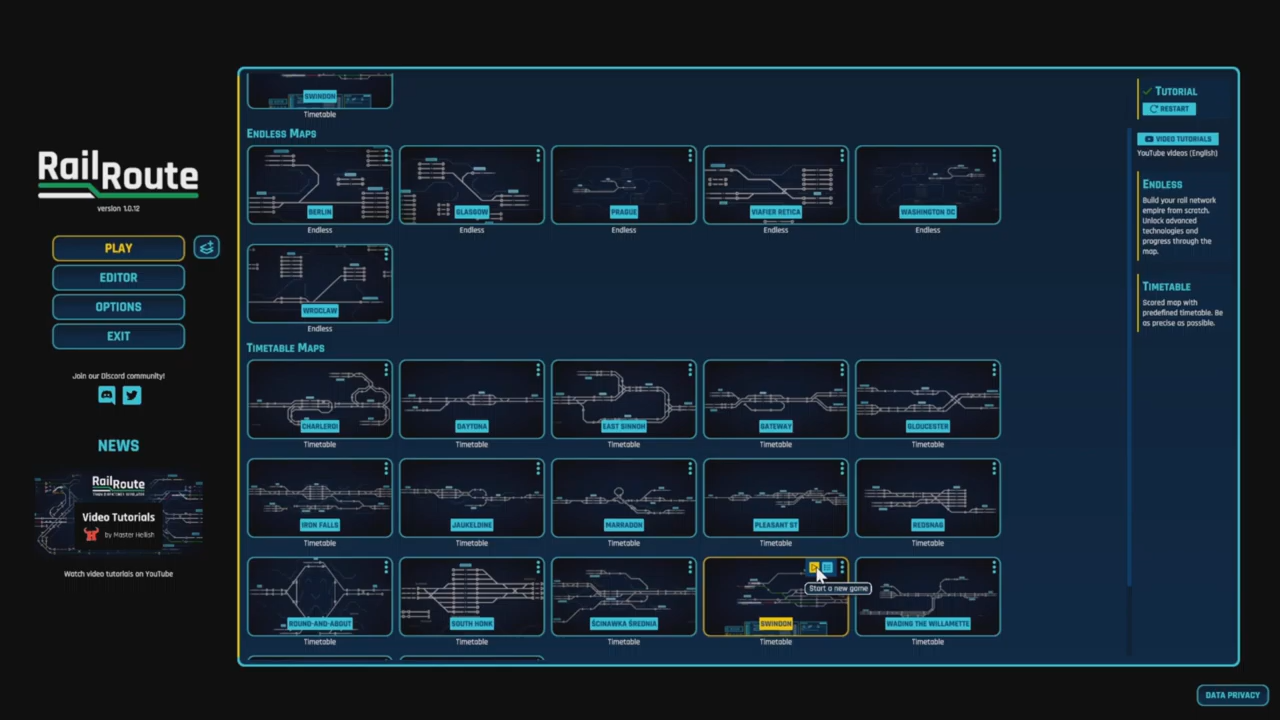 RailRoute
version 1.0.12
PLAY
EDITOR
OPTIONS
EXIT
Join our Discord community!
NEWS
RailRoute
Video Tutorials
by Master Hellish
Watch video tutorials on YouTube
SWINDON
Timetable
ENDLESS MAPS
BERLIN
Endless
GLASGOW
Endless
PRAGUE
Endless
VIAFIER RETICA
Endless
WASHINGTON DC
Endless
WROCLAW
Endless
TIMETABLE MAPS
CHARLEROI
Timetable
DAYTONA
Timetable
EAST SINNOH
Timetable
GATEWAY
Timetable
GLOUCESTER
Timetable
IRON FALLS
Timetable
JAUKELDINE
Timetable
MARRADON
Timetable
PLEASANT ST
Timetable
REDSNAG
Timetable
ROUND-AND-ABOUT
Timetable
SOUTH HONK
Timetable
ŚCINAWKA ŚREDNIA
Timetable
Start a new game
SWINDON
Timetable
WADING THE WILLAMETTE
Timetable
TUTORIAL
RESTART
VIDEO TUTORIALS
YouTube videos (English)
ENDLESS
Build your rail network
empire from scratch.
Unlock advanced
technologies and
progress through the
map.
TIMETABLE
Scored map with
predefined timetable. Be
as precise as possible.
DATA PRIVACY